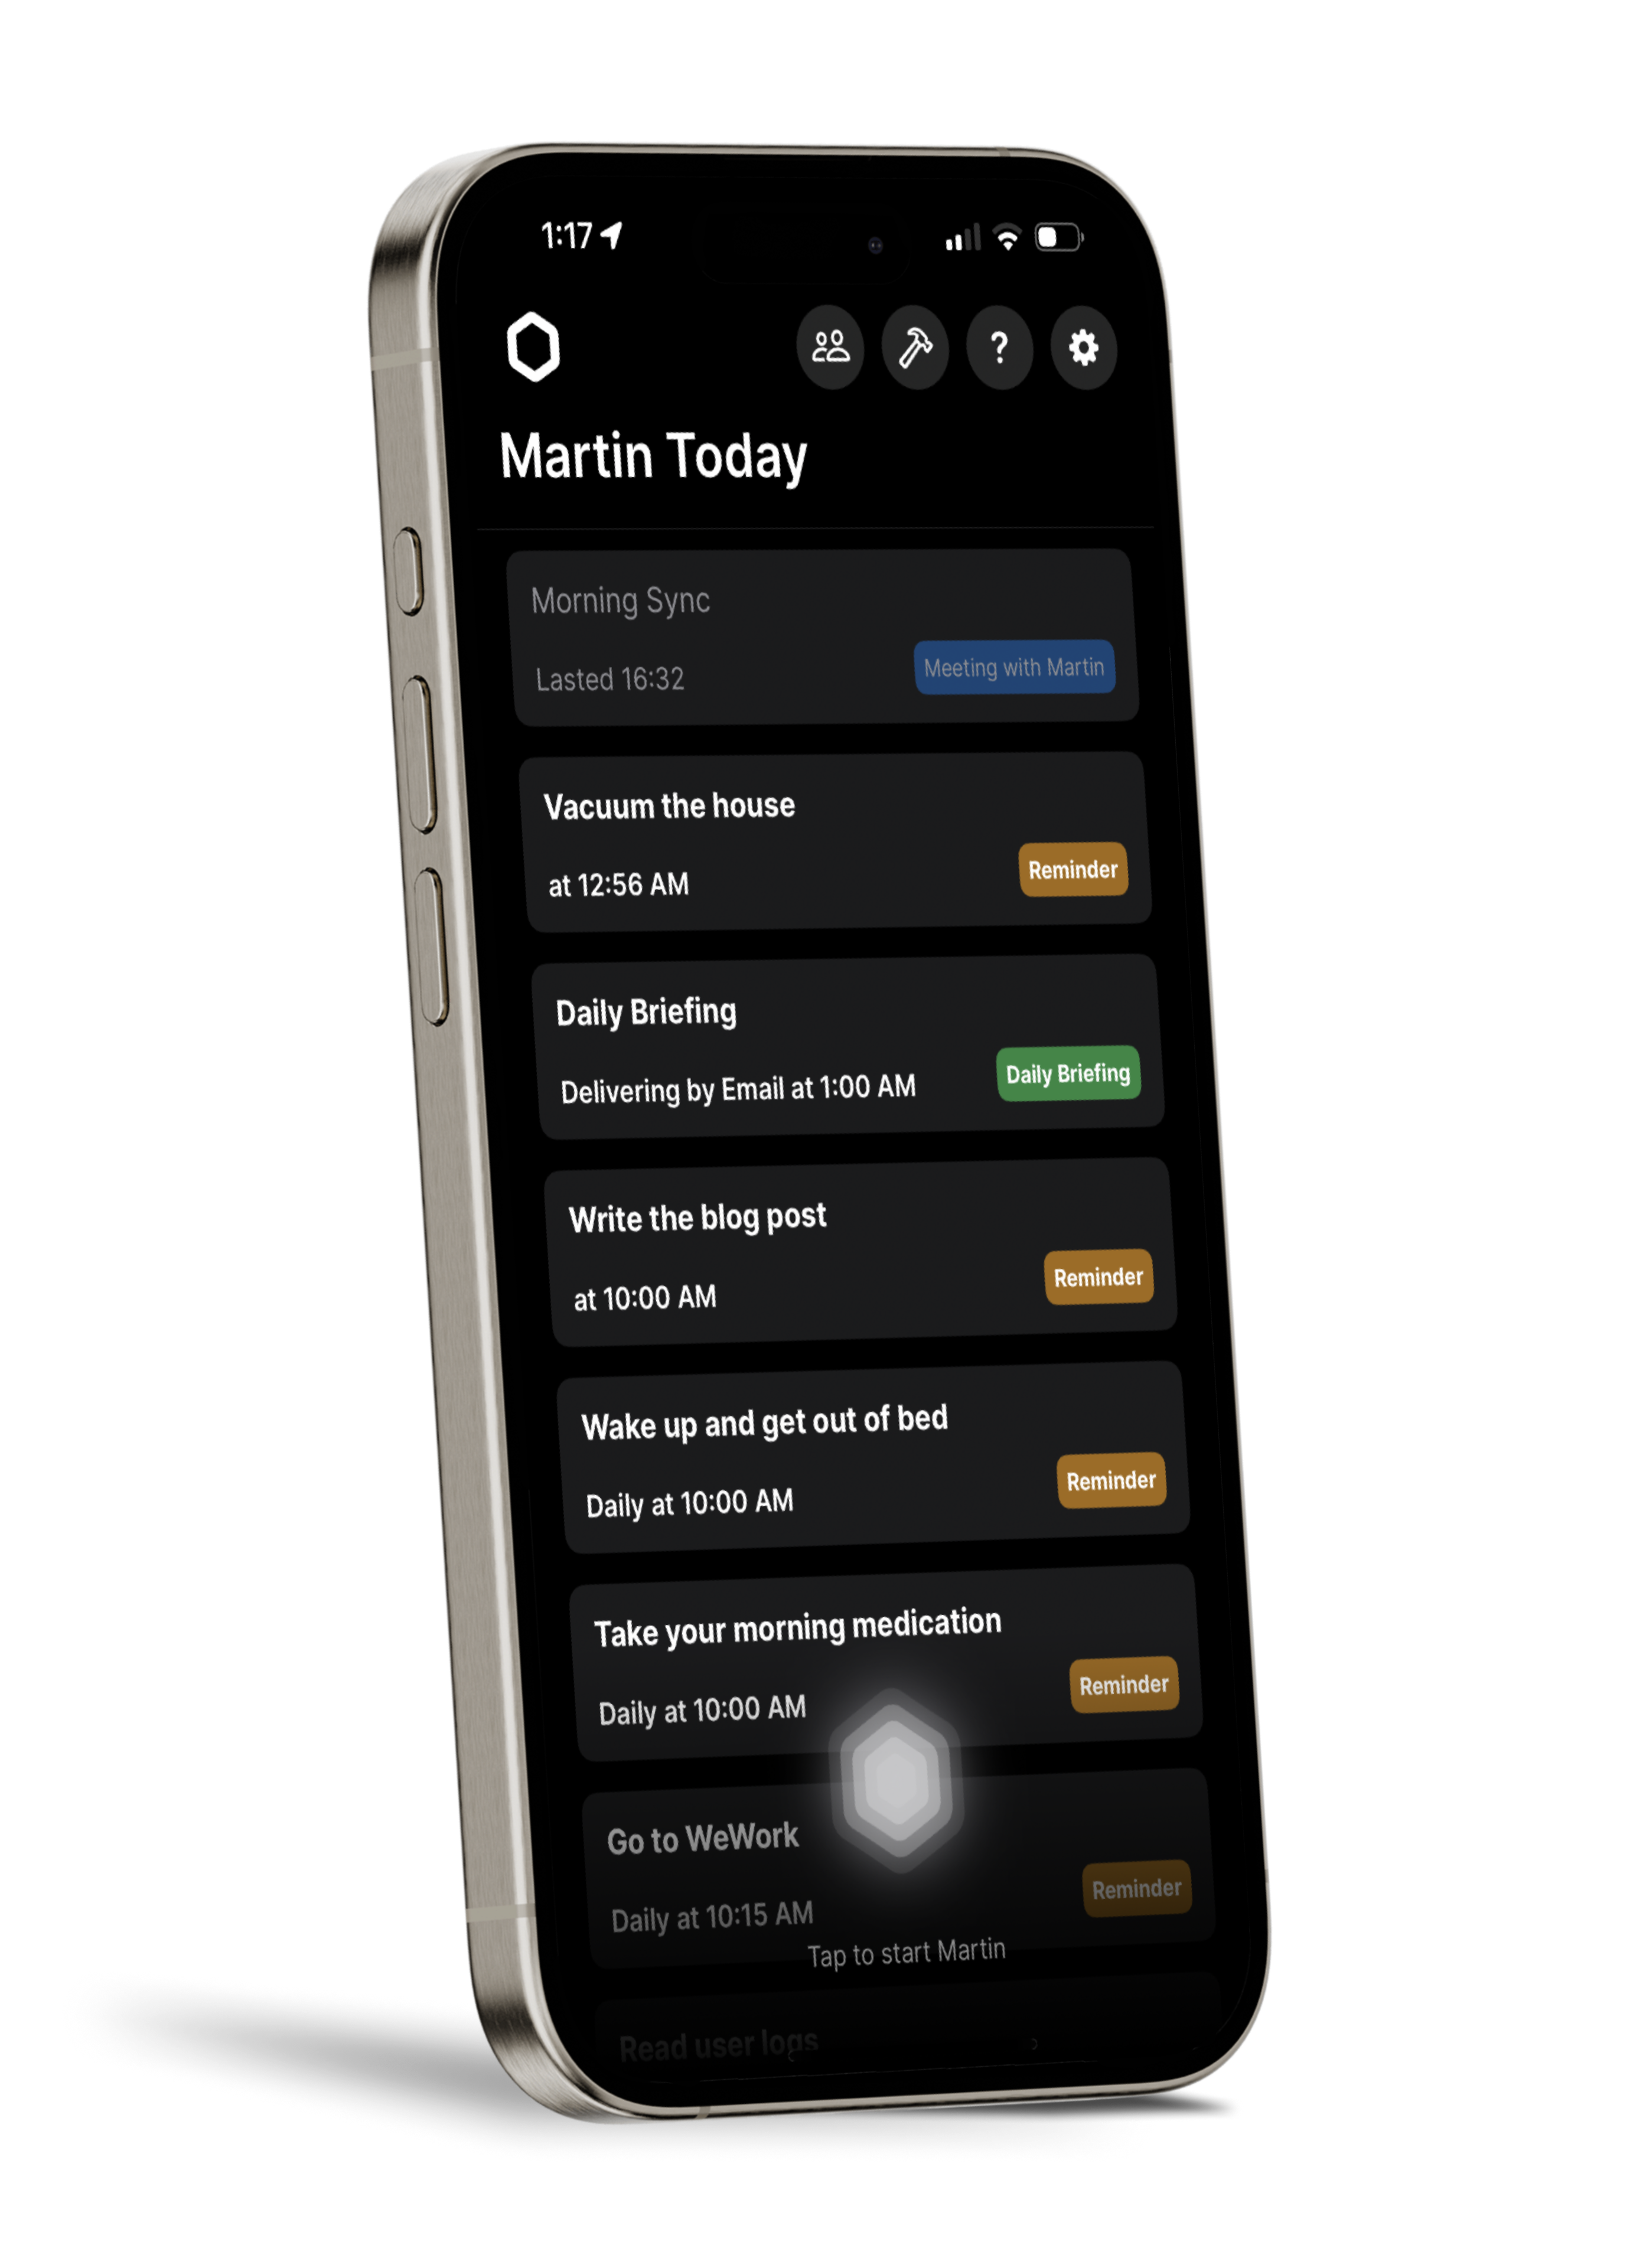 1:17
?
Martin Today
Morning Sync
Lasted 16:32
Meeting with Martin
Vacuum the house
at 12:56 AM
Reminder
Daily Briefing
Delivering by Email at 1:00 AM
Daily Briefing
Write the blog post
at 10:00 AM
Reminder
Wake up and get out of bed
Daily at 10:00 AM
Reminder
Take your morning medication
Daily at 10:00 AM
Reminder
Go to WeWork
Daily at 10:15 AM
Reminder
Tap to start Martin
Read user logs